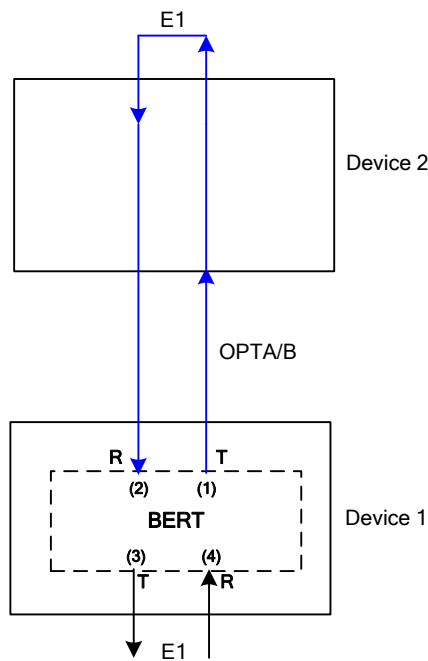 E1
Device 2
OPTA/B
R T
(2) (1)
BERT
Device 1
(3) (4)
T R
E1